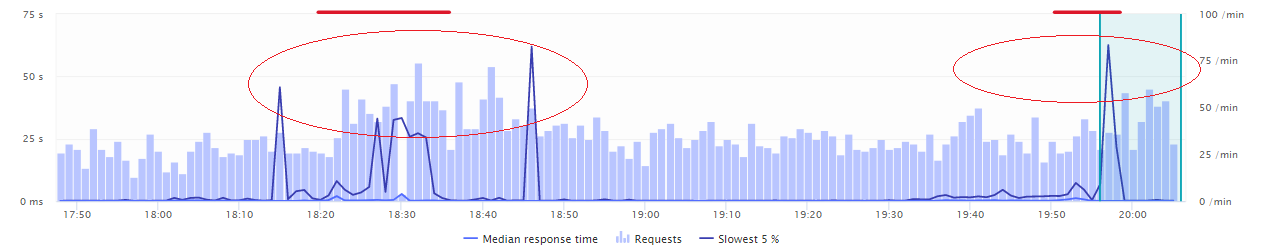 75 s
100 /min
75 /min
50 s
50 /min
25 s
25 /min
0 ms
0 /min
17:50 18:00 18:10 18:20 18:30 18:40 18:50 19:00 19:10 19:20 19:30 19:40 19:50 20:00
Median response time Requests Slowest 5 %